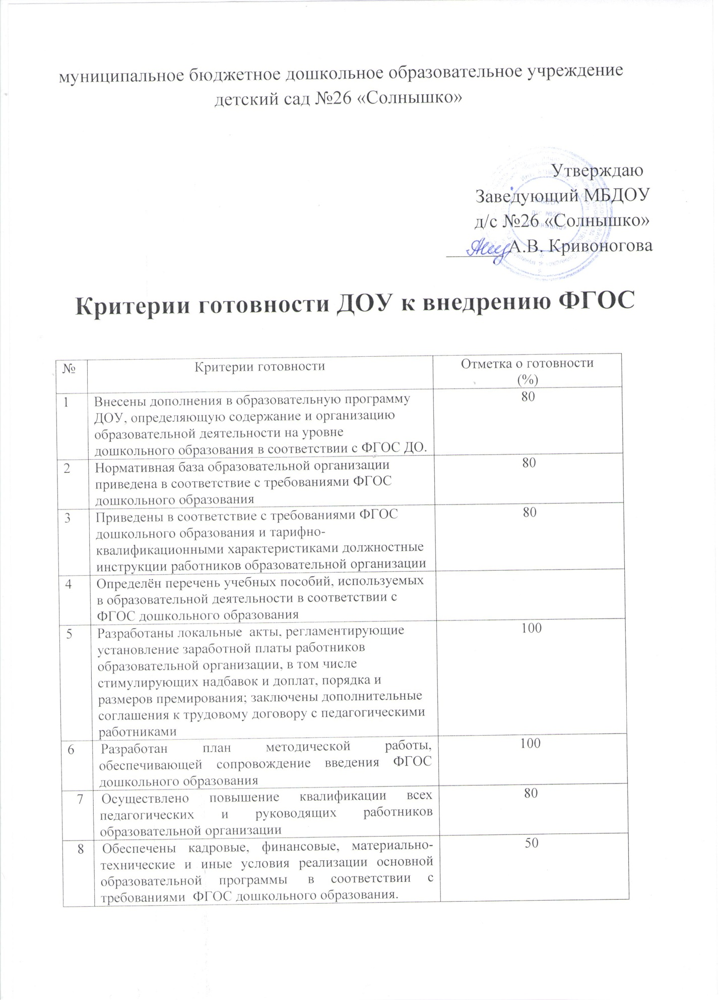 муниципальное бюджетное дошкольное образовательное учреждение
детский сад №26 «Солнышко»
Утверждаю
Заведующий МБДОУ
д/с №26 «Солнышко»
А.В. Кривоногова
Критерии готовности ДОУ к внедрению ФГОС
№ Критерии готовности Отметка о готовности
(%)
1 Внесены дополнения в образовательную программу 80
ДОУ, определяющую содержание и организацию
образовательной деятельности на уровне
дошкольного образования в соответствии с ФГОС ДО.
2 Нормативная база образовательной организации 80
приведена в соответствие с требованиями ФГОС
дошкольного образования
3 Приведены в соответствие с требованиями ФГОС 80
дошкольного образования и тарифно-
квалификационными характеристиками должностные
инструкции работников образовательной организации
4 Определён перечень учебных пособий, используемых
в образовательной деятельности в соответствии с
ФГОС дошкольного образования
5 Разработаны локальные акты, регламентирующие 100
установление заработной платы работников
образовательной организации, в том числе
стимулирующих надбавок и доплат, порядка и
размеров премирования; заключены дополнительные
соглашения к трудовому договору с педагогическими
работниками
6 Разработан план методической работы, 100
обеспечивающей сопровождение введения ФГОС
дошкольного образования
7 Осуществлено повышение квалификации всех 80
педагогических и руководящих работников
образовательной организации
8 Обеспечены кадровые, финансовые, материально- 50
технические и иные условия реализации основной
образовательной программы в соответствии с
требованиями ФГОС дошкольного образования.